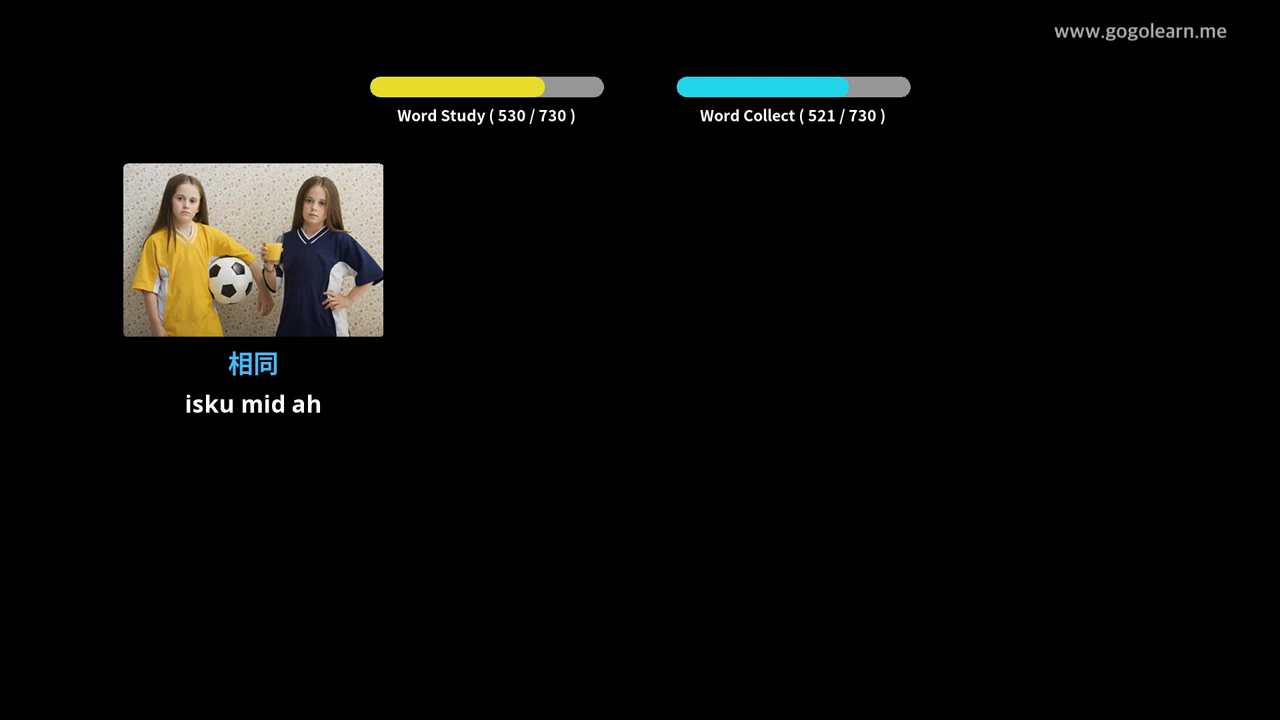 www.gogolearn.me
Word Study ( 530 / 730 )
Word Collect ( 521 / 730 )
相同
isku mid ah